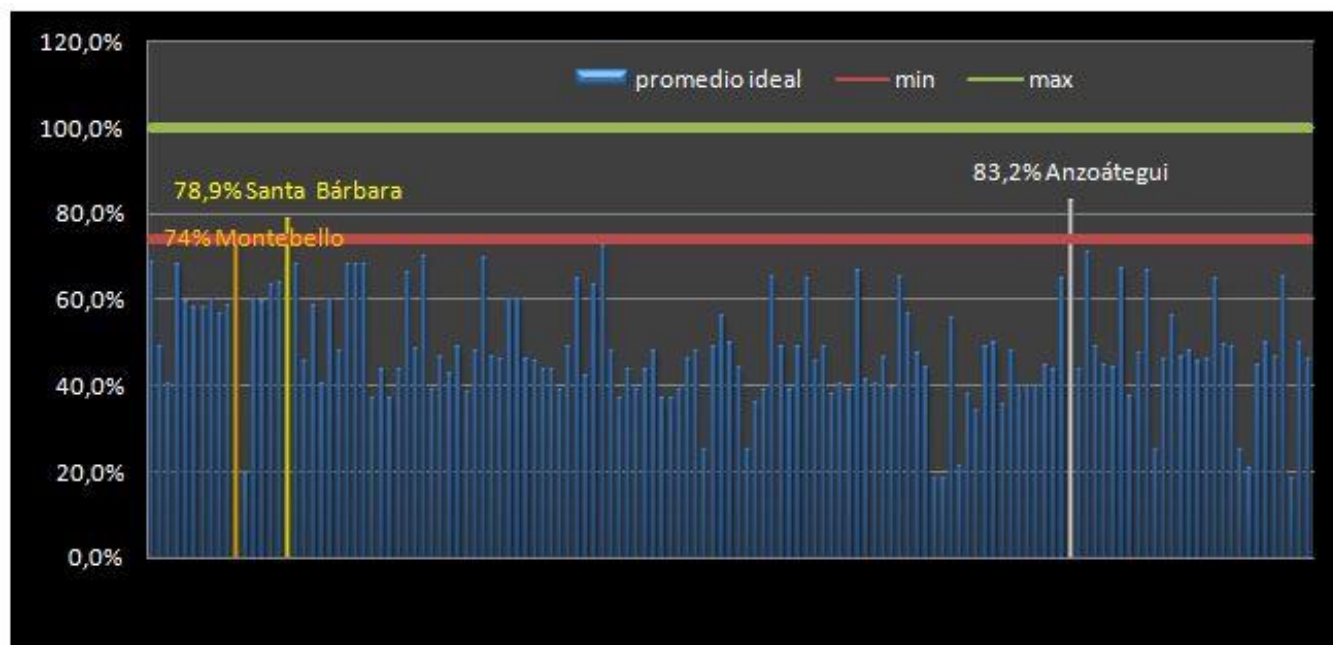 120,0%
promedio ideal min max
100,0%
83,2% Anzoátegui
78,9% Santa Bárbara
80,0%
74% Montebello
60,0%
40,0%
20,0%
0,0%